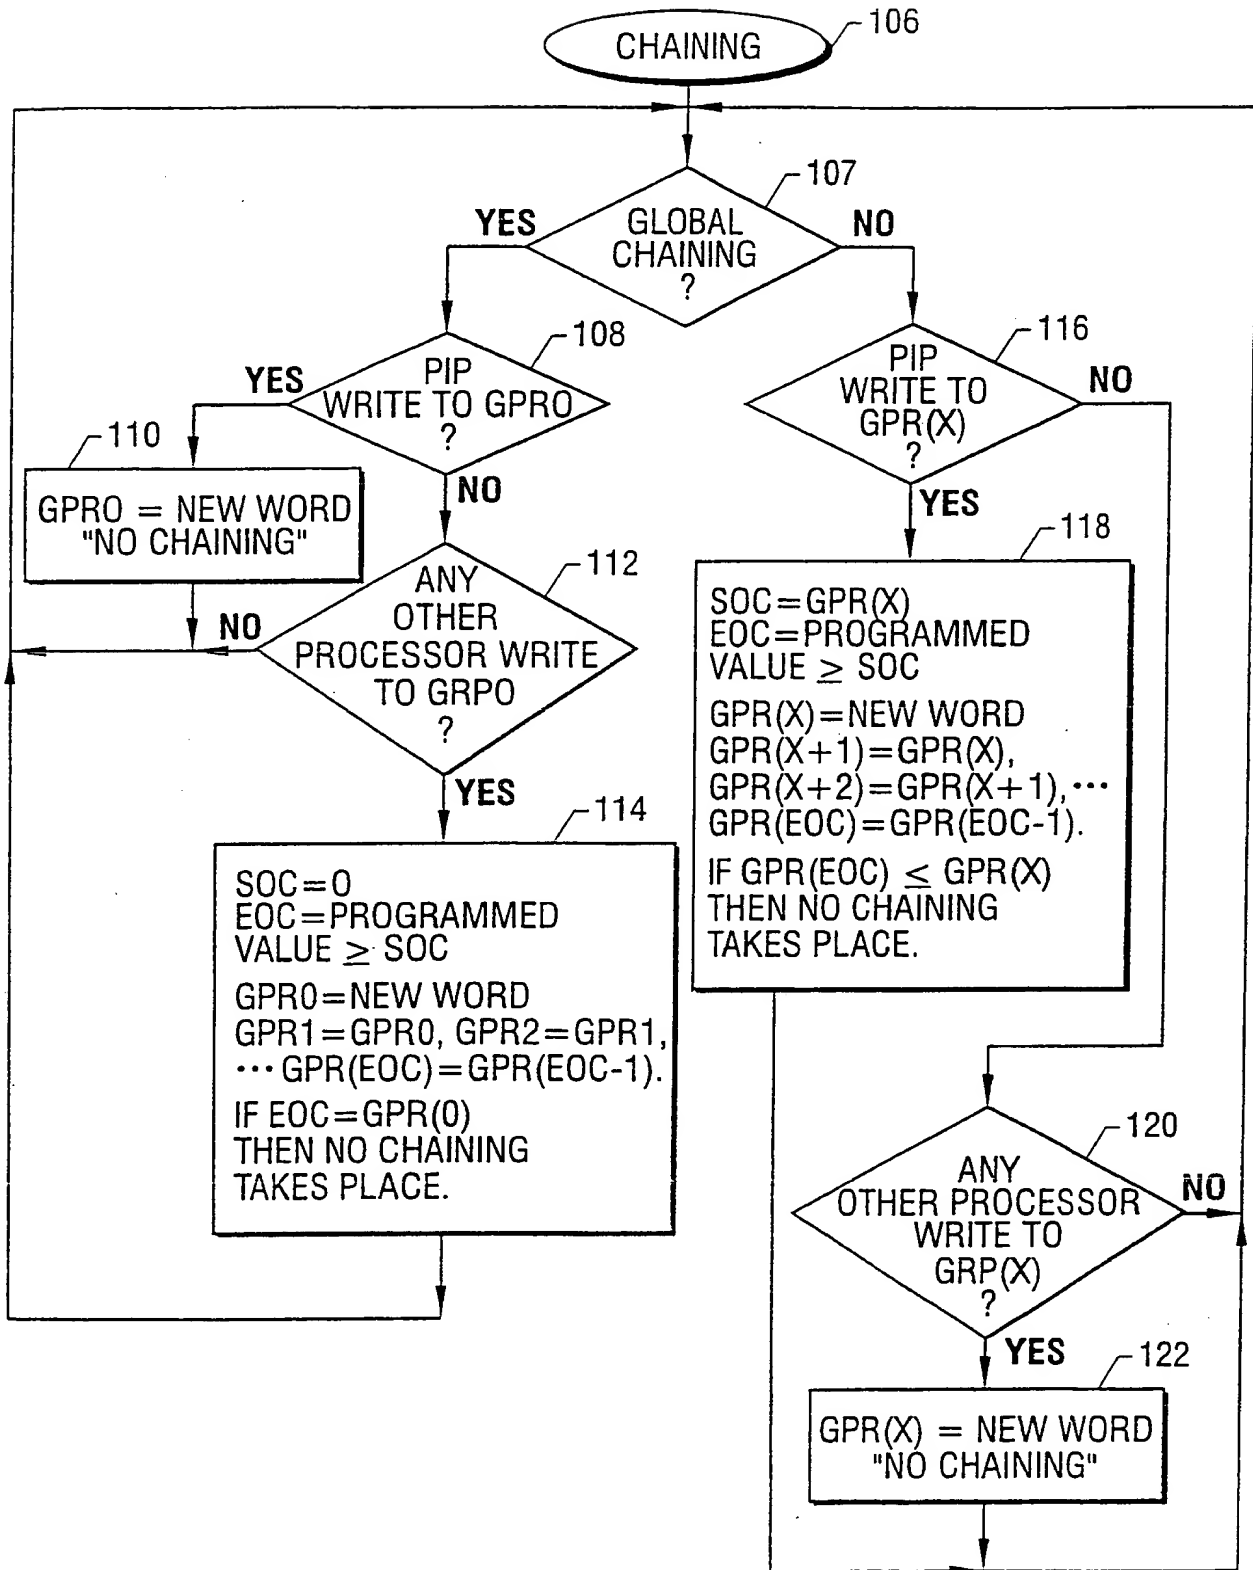 CHAINING
106
107
GLOBAL
CHAINING
?
YES
NO
108
PIP
WRITE TO GPRO
?
YES
NO
110
GPRO = NEW WORD
"NO CHAINING"
112
ANY
OTHER
PROCESSOR WRITE
TO GRPO
?
NO
YES
114
SOC=0
EOC=PROGRAMMED
VALUE ≥ SOC
GPR0=NEW WORD
GPR1=GPR0, GPR2=GPR1,
··· GPR(EOC)=GPR(EOC-1).
IF EOC=GPR(0)
THEN NO CHAINING
TAKES PLACE.
116
PIP
WRITE TO
GPR(X)
?
NO
YES
118
SOC=GPR(X)
EOC=PROGRAMMED
VALUE ≥ SOC
GPR(X)=NEW WORD
GPR(X+1)=GPR(X),
GPR(X+2)=GPR(X+1), ···
GPR(EOC)=GPR(EOC-1).
IF GPR(EOC) ≤ GPR(X)
THEN NO CHAINING
TAKES PLACE.
120
ANY
OTHER PROCESSOR
WRITE TO
GRP(X)
?
NO
YES
122
GPR(X) = NEW WORD
"NO CHAINING"